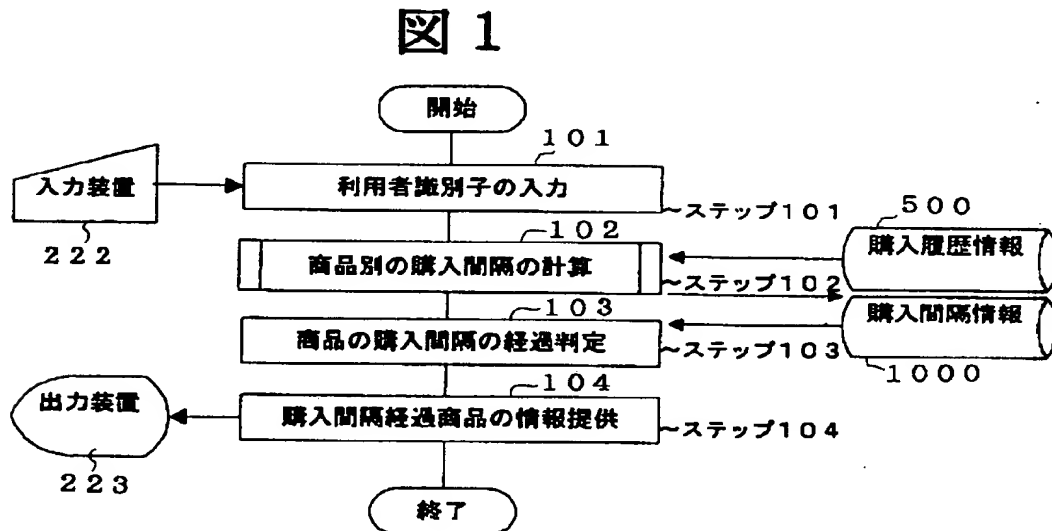 図1
開始
101
入力装置
利用者識別子の入力
~ステップ101
222
102
500
商品別の購入間隔の計算
購入履歴情報
~ステップ102
103
購入間隔情報
商品の購入間隔の経過判定
~ステップ103
1000
104
出力装置
購入間隔経過商品の情報提供
~ステップ104
223
終了